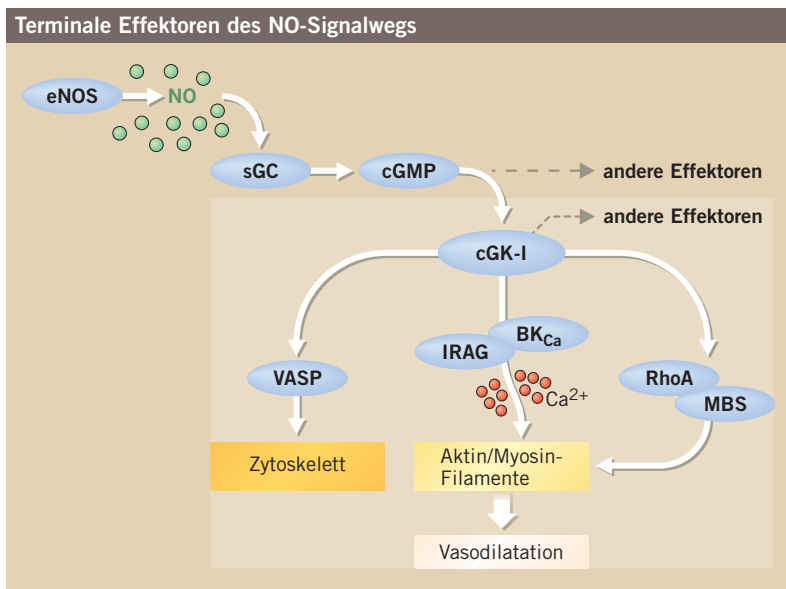 Terminale Effektoren des NO-Signalwegs
eNOS
NO
sGC
cGMP
andere Effektoren
andere Effektoren
cGK-I
BKCa
IRAG
VASP
Ca2+
RhoA
MBS
Zytoskelett
Aktin/Myosin-
Filamente
Vasodilatation